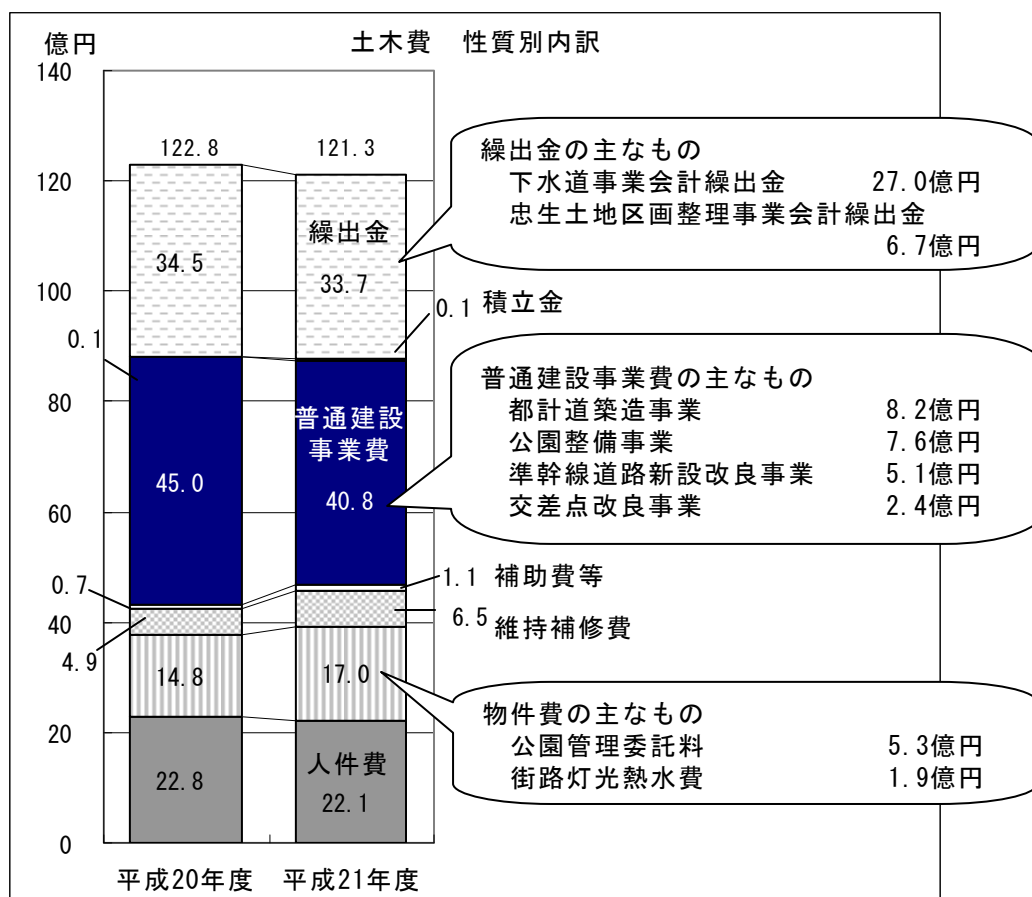 億円
土木費 性質別内訳
140
120
100
80
60
40
20
0
122.8
121.3
34.5
繰出金
33.7
0.1
0.1 積立金
45.0
普通建設
事業費
40.8
0.7
1.1 補助費等
4.9
6.5 維持補修費
14.8
17.0
22.8
人件費
22.1
平成20年度
平成21年度
繰出金の主なもの
下水道事業会計繰出金 27.0億円
忠生土地区画整理事業会計繰出金
6.7億円
普通建設事業費の主なもの
都計道築造事業 8.2億円
公園整備事業 7.6億円
準幹線道路新設改良事業 5.1億円
交差点改良事業 2.4億円
物件費の主なもの
公園管理委託料 5.3億円
街路灯光熱水費 1.9億円